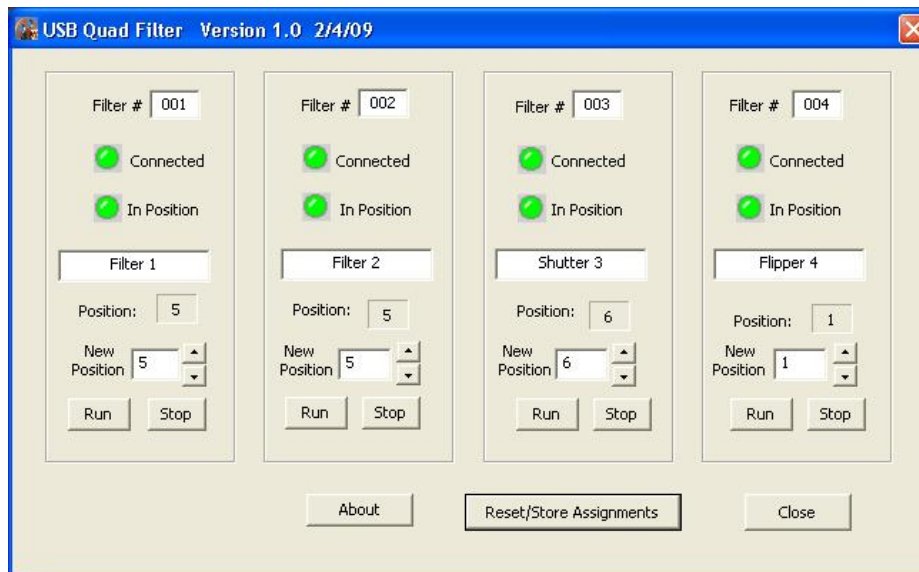 USB Quad Filter Version 1.0 2/4/09
Filter # 001
Connected
In Position
Filter 1
Position: 5
New Position 5
Run Stop
Filter # 002
Connected
In Position
Filter 2
Position: 5
New Position 5
Run Stop
Filter # 003
Connected
In Position
Shutter 3
Position: 6
New Position 6
Run Stop
Filter # 004
Connected
In Position
Flipper 4
Position: 1
New Position 1
Run Stop
About Reset/Store Assignments Close